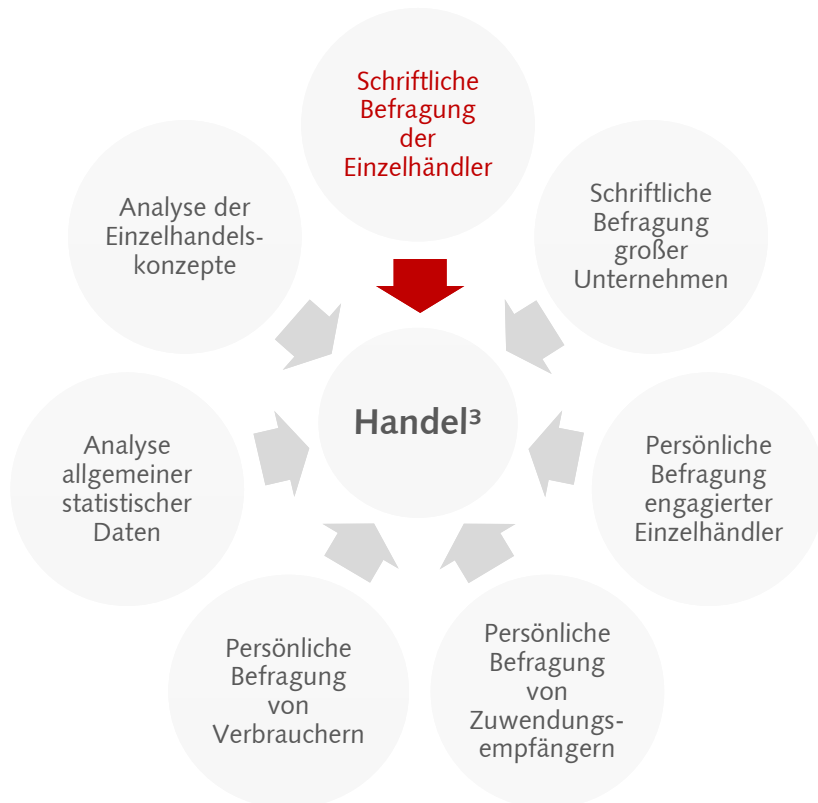 Schriftliche
Befragung
der
Einzelhändler
Schriftliche
Befragung
großer
Unternehmen
Persönliche
Befragung
engagierter
Einzelhändler
Persönliche
Befragung
von
Zuwendungs-
empfängern
Persönliche
Befragung
von
Verbrauchern
Analyse
allgemeiner
statistischer
Daten
Analyse der
Einzelhandels-
konzepte
Handel³